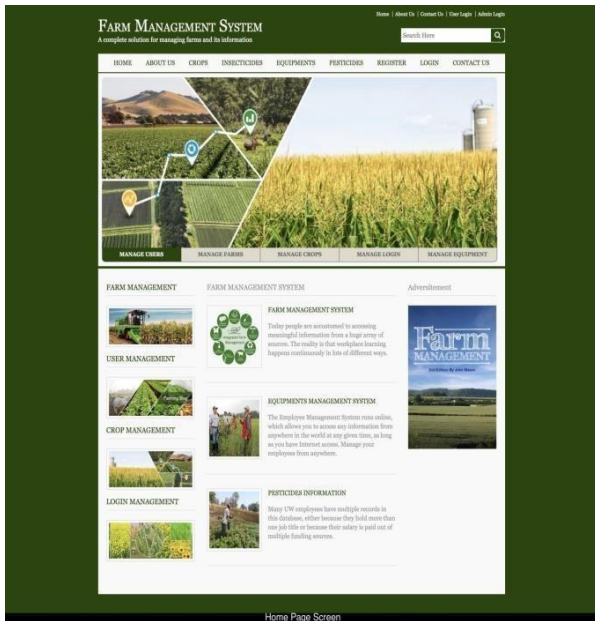 Home | About Us | Contact Us | User Login | Admin Login
FARM MANAGEMENT SYSTEM
A complete solution for managing farms and its information
Search Here
HOME ABOUT US CROPS INSECTICIDES EQUIPMENTS PESTICIDES REGISTER LOGIN CONTACT US
MANAGE USERS MANAGE FARMS MANAGE CROPS MANAGE LOGIN MANAGE EQUIPMENT
FARM MANAGEMENT
USER MANAGEMENT
CROP MANAGEMENT
LOGIN MANAGEMENT
FARM MANAGEMENT SYSTEM
FARM MANAGEMENT SYSTEM
Today people are accustomed to accessing
meaningful information from a huge array of
sources. The reality is that workplace learning
happens continuously in lots of different ways.
EQUIPMENTS MANAGEMENT SYSTEM
The Employee Management System runs online,
which allows you to access any information from
anywhere in the world at any given time, as long
as you have Internet access. Manage your
employees from anywhere.
PESTICIDES INFORMATION
Many UW employees have multiple records in
this database, either because they hold more than
one job title or because their salary is paid out of
multiple funding sources.
Adversitement
Farm
MANAGEMENT
Home Page Screen